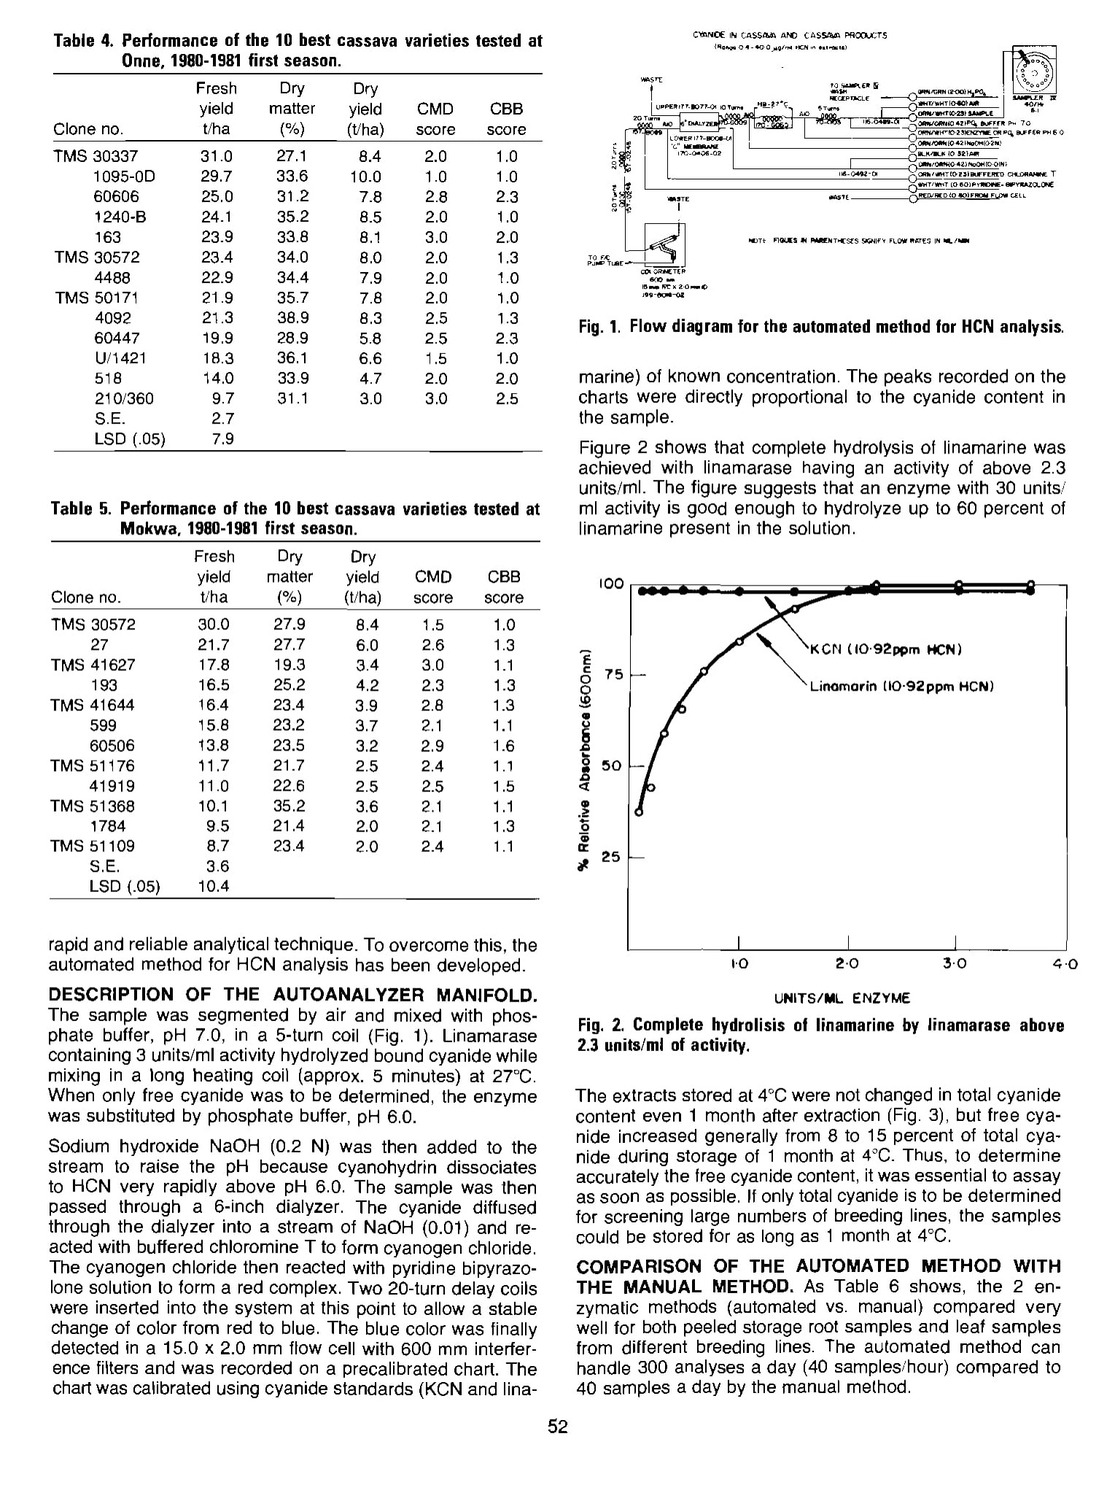 Table 4. Performance of the 10 best cassava varieties tested at
Onne, 1980-1981 first season.
Fresh Dry Dry
yield matter yield CMD CBB
Clone no. t/ha (%) (t/ha) score score
TMS 30337 31.0 27.1 8.4 2.0 1.0
1095-0D 29.7 33.6 10.0 1.0 1.0
60606 25.0 31.2 7.8 2.8 2.3
1240-B 24.1 35.2 8.5 2.0 1.0
163 23.9 33.8 8.1 3.0 2.0
TMS 30572 23.4 34.0 8.0 2.0 1.3
4488 22.9 34.4 7.9 2.0 1.0
TMS 50171 21.9 35.7 7.8 2.0 1.0
4092 21.3 38.9 8.3 2.5 1.3
60447 19.9 28.9 5.8 2.5 2.3
U/1421 18.3 36.1 6.6 1.5 1.0
518 14.0 33.9 4.7 2.0 2.0
210/360 9.7 31.1 3.0 3.0 2.5
S.E. 2.7
LSD (.05) 7.9
Table 5. Performance of the 10 best cassava varieties tested at
Mokwa, 1980-1981 first season.
Fresh Dry Dry
yield matter yield CMD CBB
Clone no. t/ha (%) (t/ha) score score
TMS 30572 30.0 27.9 8.4 1.5 1.0
27 21.7 27.7 6.0 2.6 1.3
TMS 41627 17.8 19.3 3.4 3.0 1.1
193 16.5 25.2 4.2 2.3 1.3
TMS 41644 16.4 23.4 3.9 2.8 1.3
599 15.8 23.2 3.7 2.1 1.1
60506 13.8 23.5 3.2 2.9 1.6
TMS 51176 11.7 21.7 2.5 2.4 1.1
41919 11.0 22.6 2.5 2.5 1.5
TMS 51368 10.1 35.2 3.6 2.1 1.1
1784 9.5 21.4 2.0 2.1 1.3
TMS 51109 8.7 23.4 2.0 2.4 1.1
S.E. 3.6
LSD (.05) 10.4
rapid and reliable analytical technique. To overcome this, the
automated method for HCN analysis has been developed.
DESCRIPTION OF THE AUTOANALYZER MANIFOLD.
The sample was segmented by air and mixed with phos-
phate buffer, pH 7.0, in a 5-turn coil (Fig. 1). Linamarase
containing 3 units/ml activity hydrolyzed bound cyanide while
mixing in a long heating coil (approx. 5 minutes) at 27°C.
When only free cyanide was to be determined, the enzyme
was substituted by phosphate buffer, pH 6.0.
Sodium hydroxide NaOH (0.2 N) was then added to the
stream to raise the pH because cyanohydrin dissociates
to HCN very rapidly above pH 6.0. The sample was then
passed through a 6-inch dialyzer. The cyanide diffused
through the dialyzer into a stream of NaOH (0.01) and re-
acted with buffered chloromine T to form cyanogen chloride.
The cyanogen chloride then reacted with pyridine bipyrazo-
lone solution to form a red complex. Two 20-turn delay coils
were inserted into the system at this point to allow a stable
change of color from red to blue. The blue color was finally
detected in a 15.0 x 2.0 mm flow cell with 600 mm interfer-
ence filters and was recorded on a precalibrated chart. The
chart was calibrated using cyanide standards (KCN and lina-
CYANIDE IN CASSAVA AND CASSAVA PRODUCTS
WASTE
TO SAMPLER IV
WASH
RECEPTACLE
SAMPLER IV
40/Hr
6:1
WASTE
WASTE
TO F/C
PUMP TUBE
COLORIMETER
600 nm
NOTE FIGURES IN PARENTHESES SIGNIFY FLOW RATES IN ML/MIN
Fig. 1. Flow diagram for the automated method for HCN analysis.
marine) of known concentration. The peaks recorded on the
charts were directly proportional to the cyanide content in
the sample.
Figure 2 shows that complete hydrolysis of linamarine was
achieved with linamarase having an activity of above 2.3
units/ml. The figure suggests that an enzyme with 30 units/
ml activity is good enough to hydrolyze up to 60 percent of
linamarine present in the solution.
% Relative Absorbance (600nm)
100
75
50
25
KCN (10·92ppm HCN)
Linamarin (10·92ppm HCN)
1·0 2·0 3·0 4·0
UNITS/ML ENZYME
Fig. 2. Complete hydrolisis of linamarine by linamarase above
2.3 units/ml of activity.
The extracts stored at 4°C were not changed in total cyanide
content even 1 month after extraction (Fig. 3), but free cya-
nide increased generally from 8 to 15 percent of total cya-
nide during storage of 1 month at 4°C. Thus, to determine
accurately the free cyanide content, it was essential to assay
as soon as possible. If only total cyanide is to be determined
for screening large numbers of breeding lines, the samples
could be stored for as long as 1 month at 4°C.
COMPARISON OF THE AUTOMATED METHOD WITH
THE MANUAL METHOD. As Table 6 shows, the 2 en-
zymatic methods (automated vs. manual) compared very
well for both peeled storage root samples and leaf samples
from different breeding lines. The automated method can
handle 300 analyses a day (40 samples/hour) compared to
40 samples a day by the manual method.
52